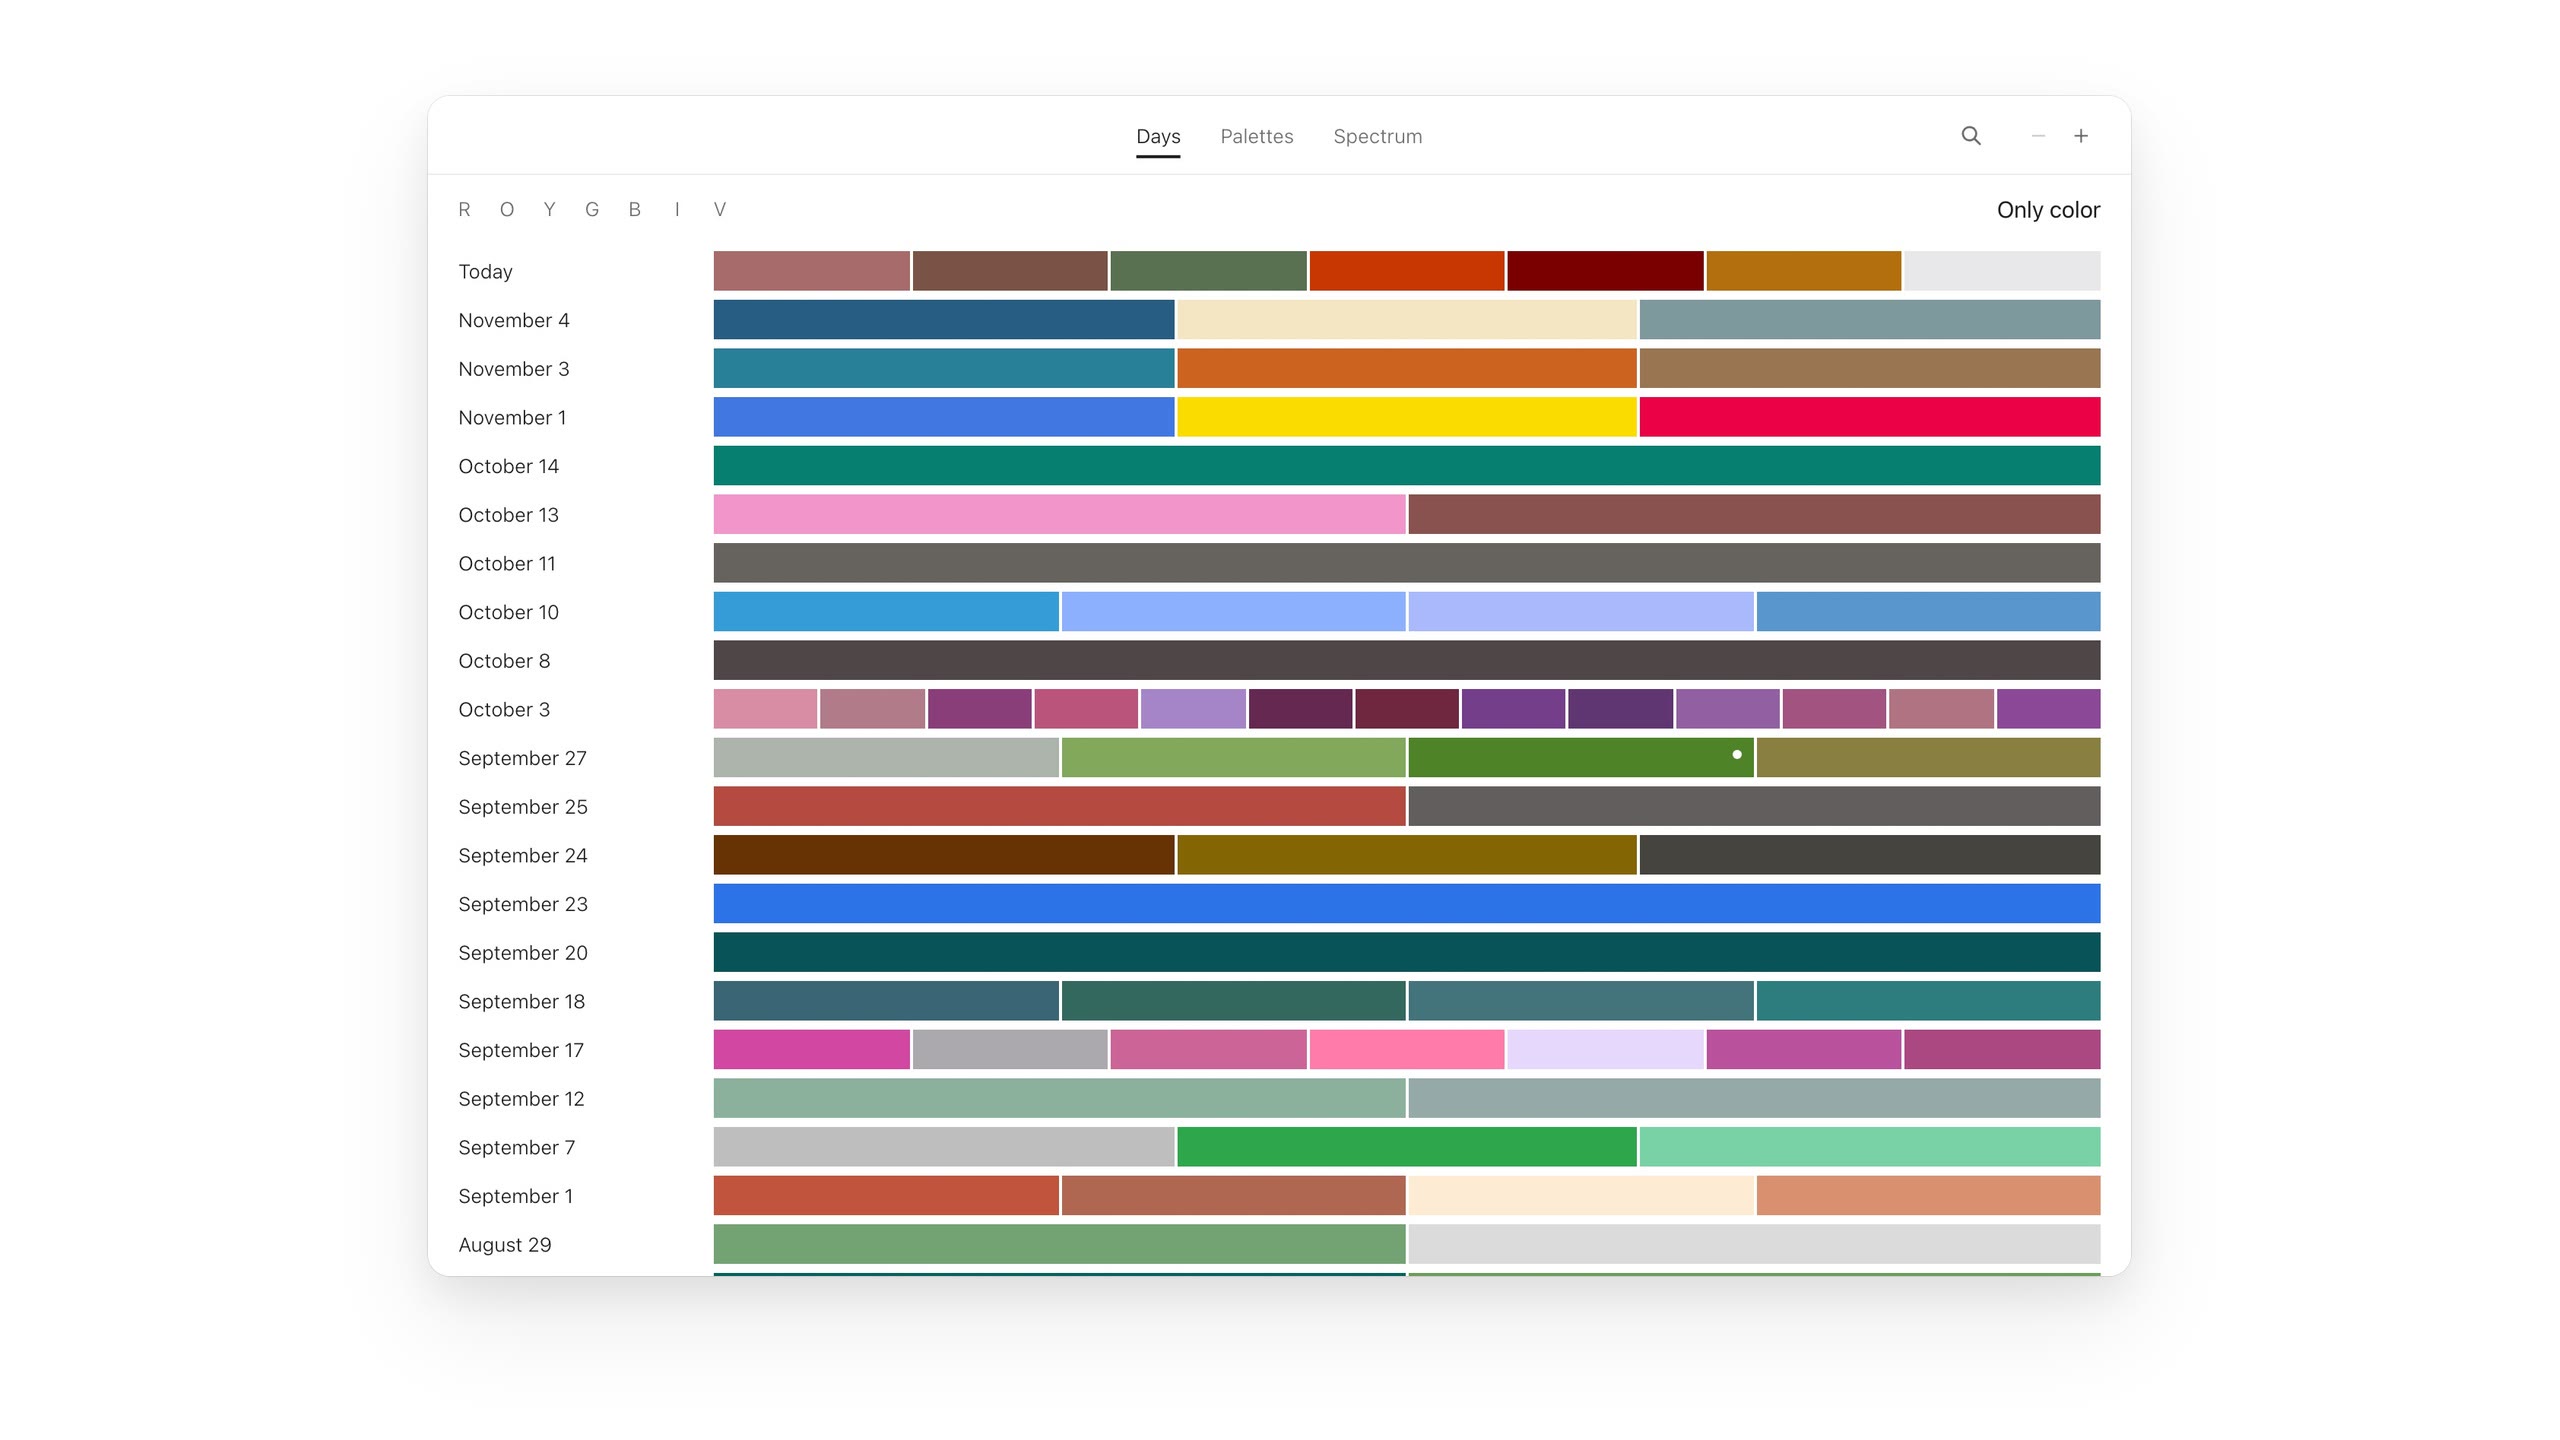 Days Palettes Spectrum
R O Y G B I V Only color
Today
November 4
November 3
November 1
October 14
October 13
October 11
October 10
October 8
October 3
September 27
September 25
September 24
September 23
September 20
September 18
September 17
September 12
September 7
September 1
August 29